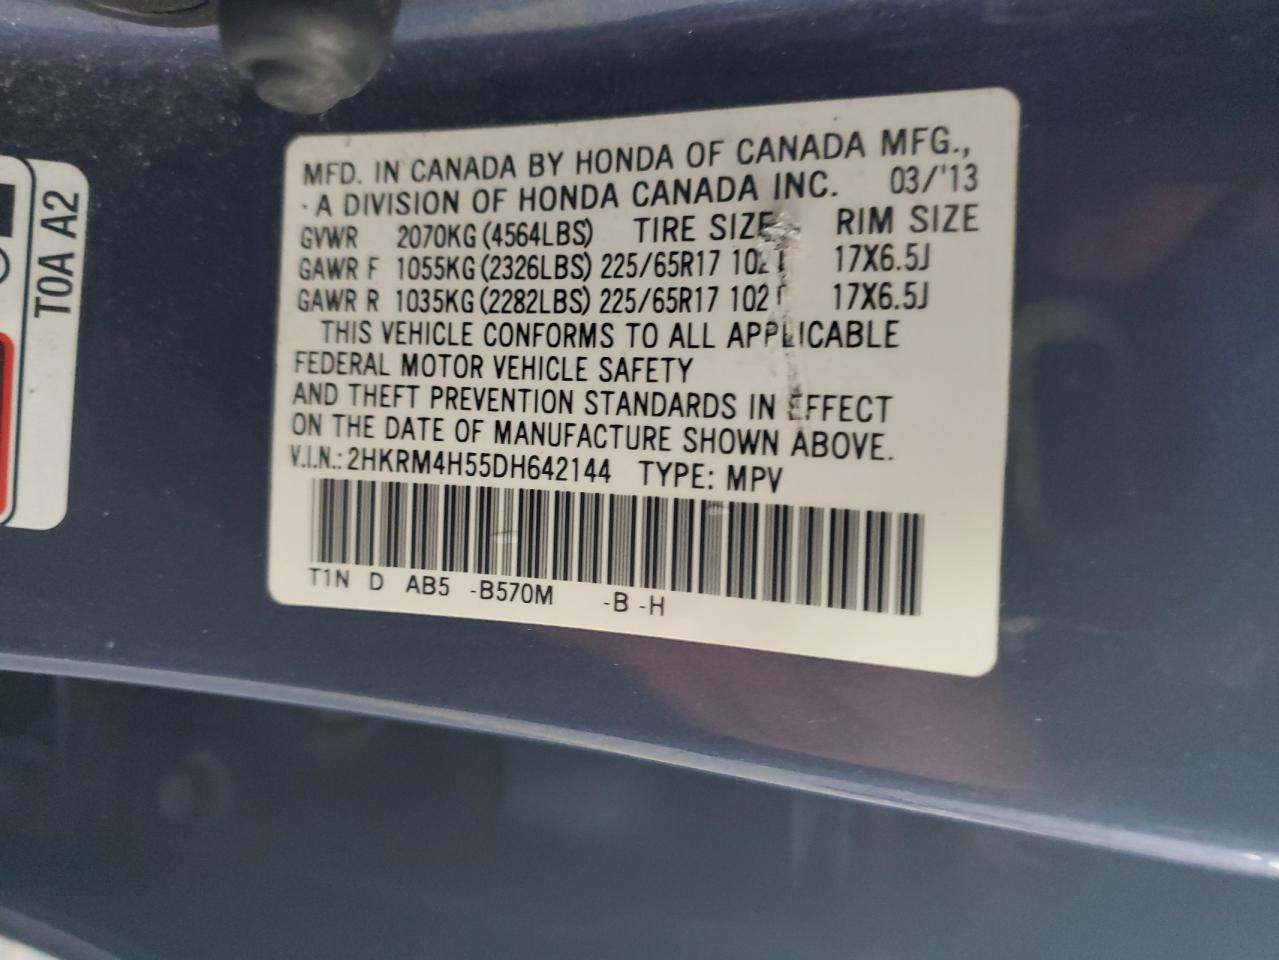 MFD. IN CANADA BY HONDA OF CANADA MFG.,
A DIVISION OF HONDA CANADA INC. 03/'13
GVWR 2070KG (4564LBS) TIRE SIZE RIM SIZE
GAWR F 1055KG (2326LBS) 225/65R17 17X6.5J
GAWR R 1035KG (2282LBS) 225/65R17 102 17X6.5J
THIS VEHICLE CONFORMS TO ALL APPLICABLE
FEDERAL MOTOR VEHICLE SAFETY
AND THEFT PREVENTION STANDARDS IN EFFECT
ON THE DATE OF MANUFACTURE SHOWN ABOVE.
V.I.N.: 2HKRM4H55DH642144 TYPE: MPV
T1N D AB5 -B570M -B -H
T0A A2